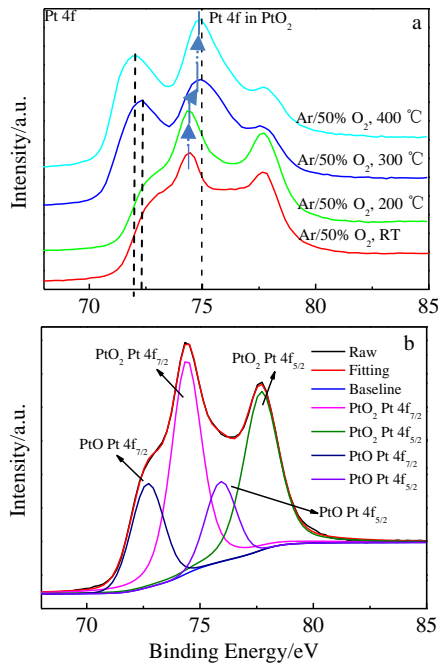 Pt 4f
Pt 4f in PtO₂
a
Intensity/a.u.
Ar/50% O₂, 400 ℃
Ar/50% O₂, 300 ℃
Ar/50% O₂, 200 ℃
Ar/50% O₂, RT
70 75 80 85
b
Intensity/a.u.
PtO₂ Pt 4f₇/₂
PtO₂ Pt 4f₅/₂
PtO Pt 4f₇/₂
PtO Pt 4f₅/₂
Raw
Fitting
Baseline
PtO₂ Pt 4f₇/₂
PtO₂ Pt 4f₅/₂
PtO Pt 4f₇/₂
PtO Pt 4f₅/₂
70 75 80 85
Binding Energy/eV